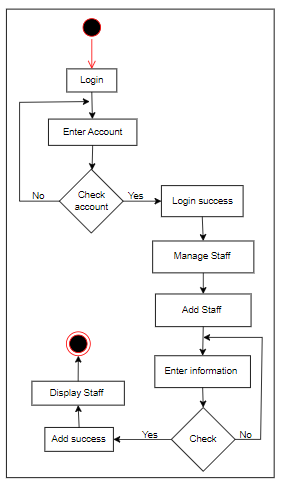 Login
Enter Account
Check
account
No
Yes
Login success
Manage Staff
Add Staff
Enter information
Check
No
Yes
Add success
Display Staff